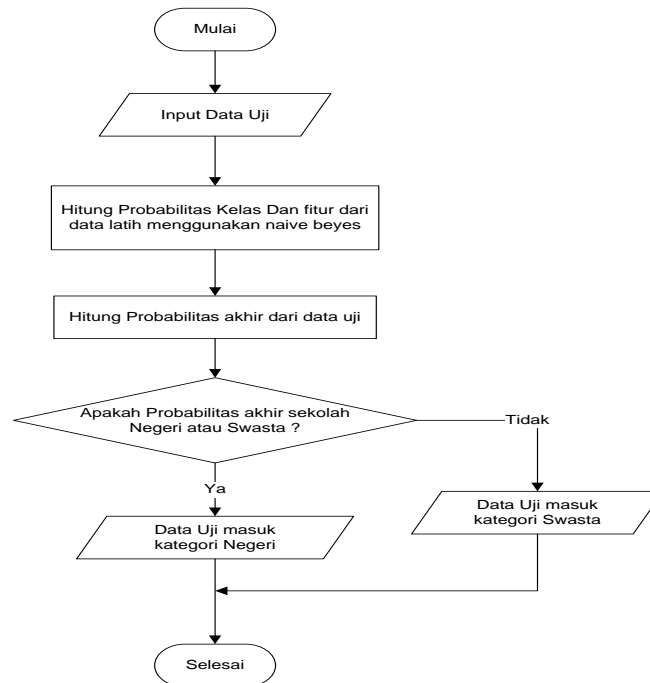 Mulai
Input Data Uji
Hitung Probabilitas Kelas Dan fitur dari
data latih menggunakan naive beyes
Hitung Probabilitas akhir dari data uji
Apakah Probabilitas akhir sekolah
Negeri atau Swasta ?
Tidak
Ya
Data Uji masuk
kategori Swasta
Data Uji masuk
kategori Negeri
Selesai